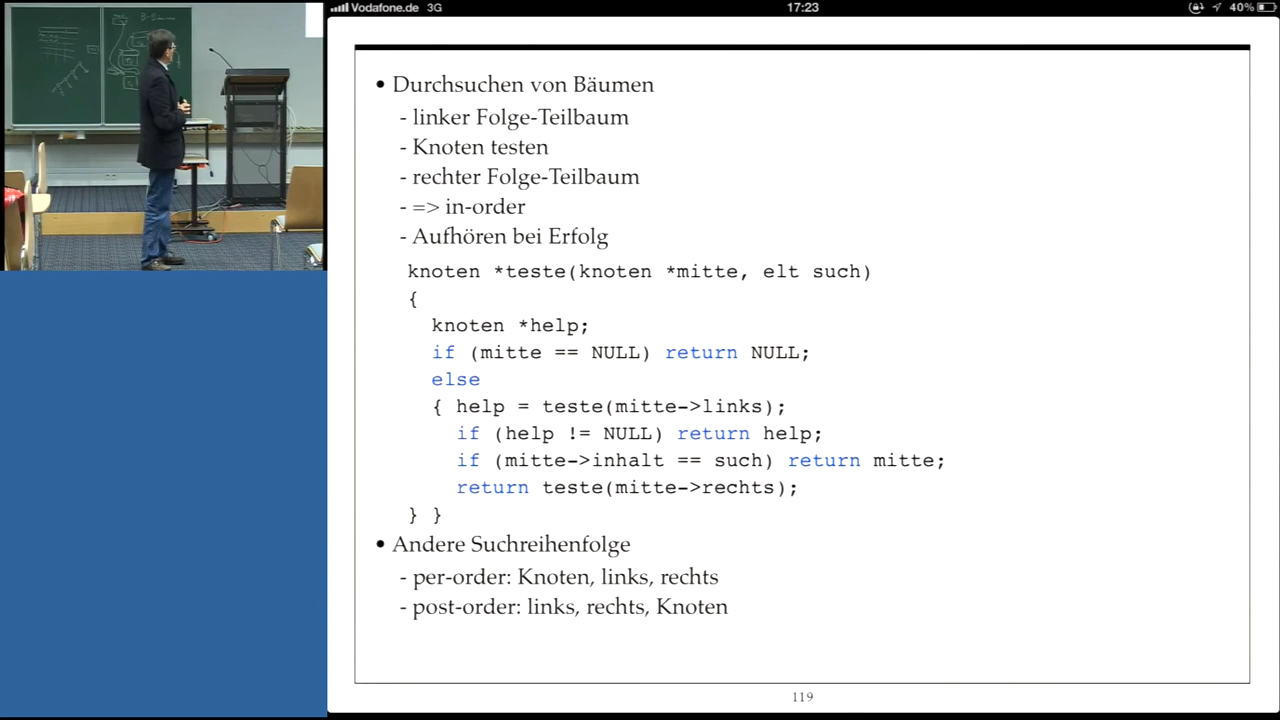 Vodafone.de 3G 17:23 40%
• Durchsuchen von Bäumen
- linker Folge-Teilbaum
- Knoten testen
- rechter Folge-Teilbaum
- => in-order
- Aufhören bei Erfolg
knoten *teste(knoten *mitte, elt such)
{
knoten *help;
if (mitte == NULL) return NULL;
else
{ help = teste(mitte->links);
if (help != NULL) return help;
if (mitte->inhalt == such) return mitte;
return teste(mitte->rechts);
} }
• Andere Suchreihenfolge
- per-order: Knoten, links, rechts
- post-order: links, rechts, Knoten
119